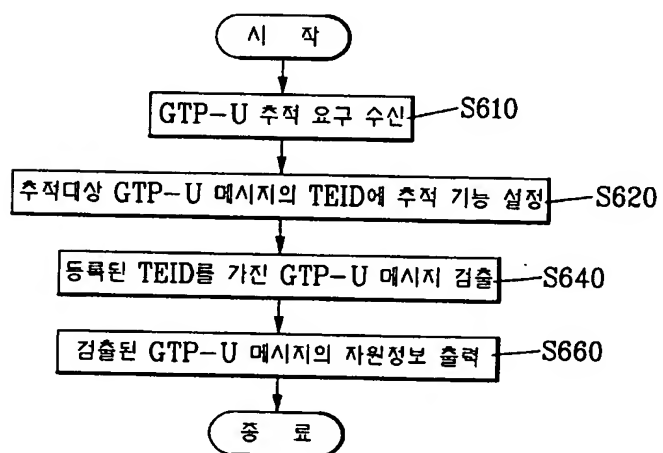 시 작
GTP-U 추적 요구 수신
S610
추적대상 GTP-U 메시지의 TEID에 추적 기능 설정
S620
등록된 TEID를 가진 GTP-U 메시지 검출
S640
검출된 GTP-U 메시지의 자원정보 출력
S660
종 료